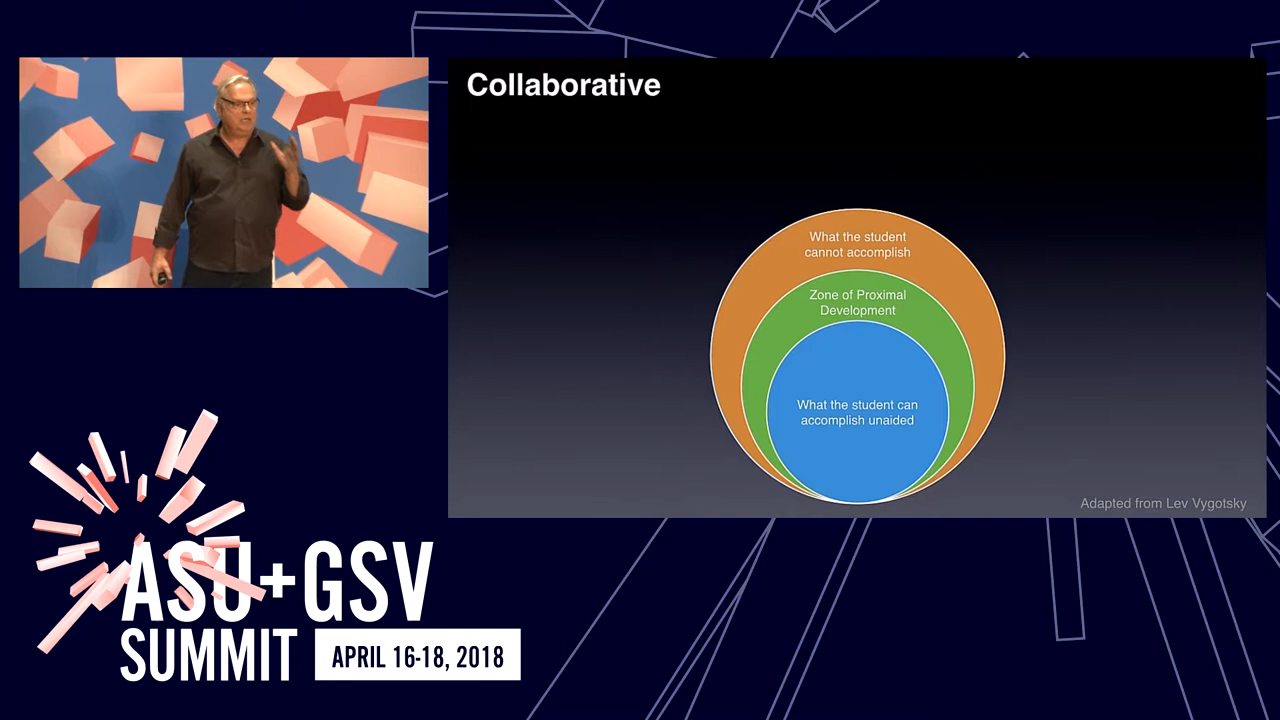 Collaborative
What the student
cannot accomplish
Zone of Proximal
Development
What the student can
accomplish unaided
Adapted from Lev Vygotsky
ASU+GSV
SUMMIT
APRIL 16-18, 2018